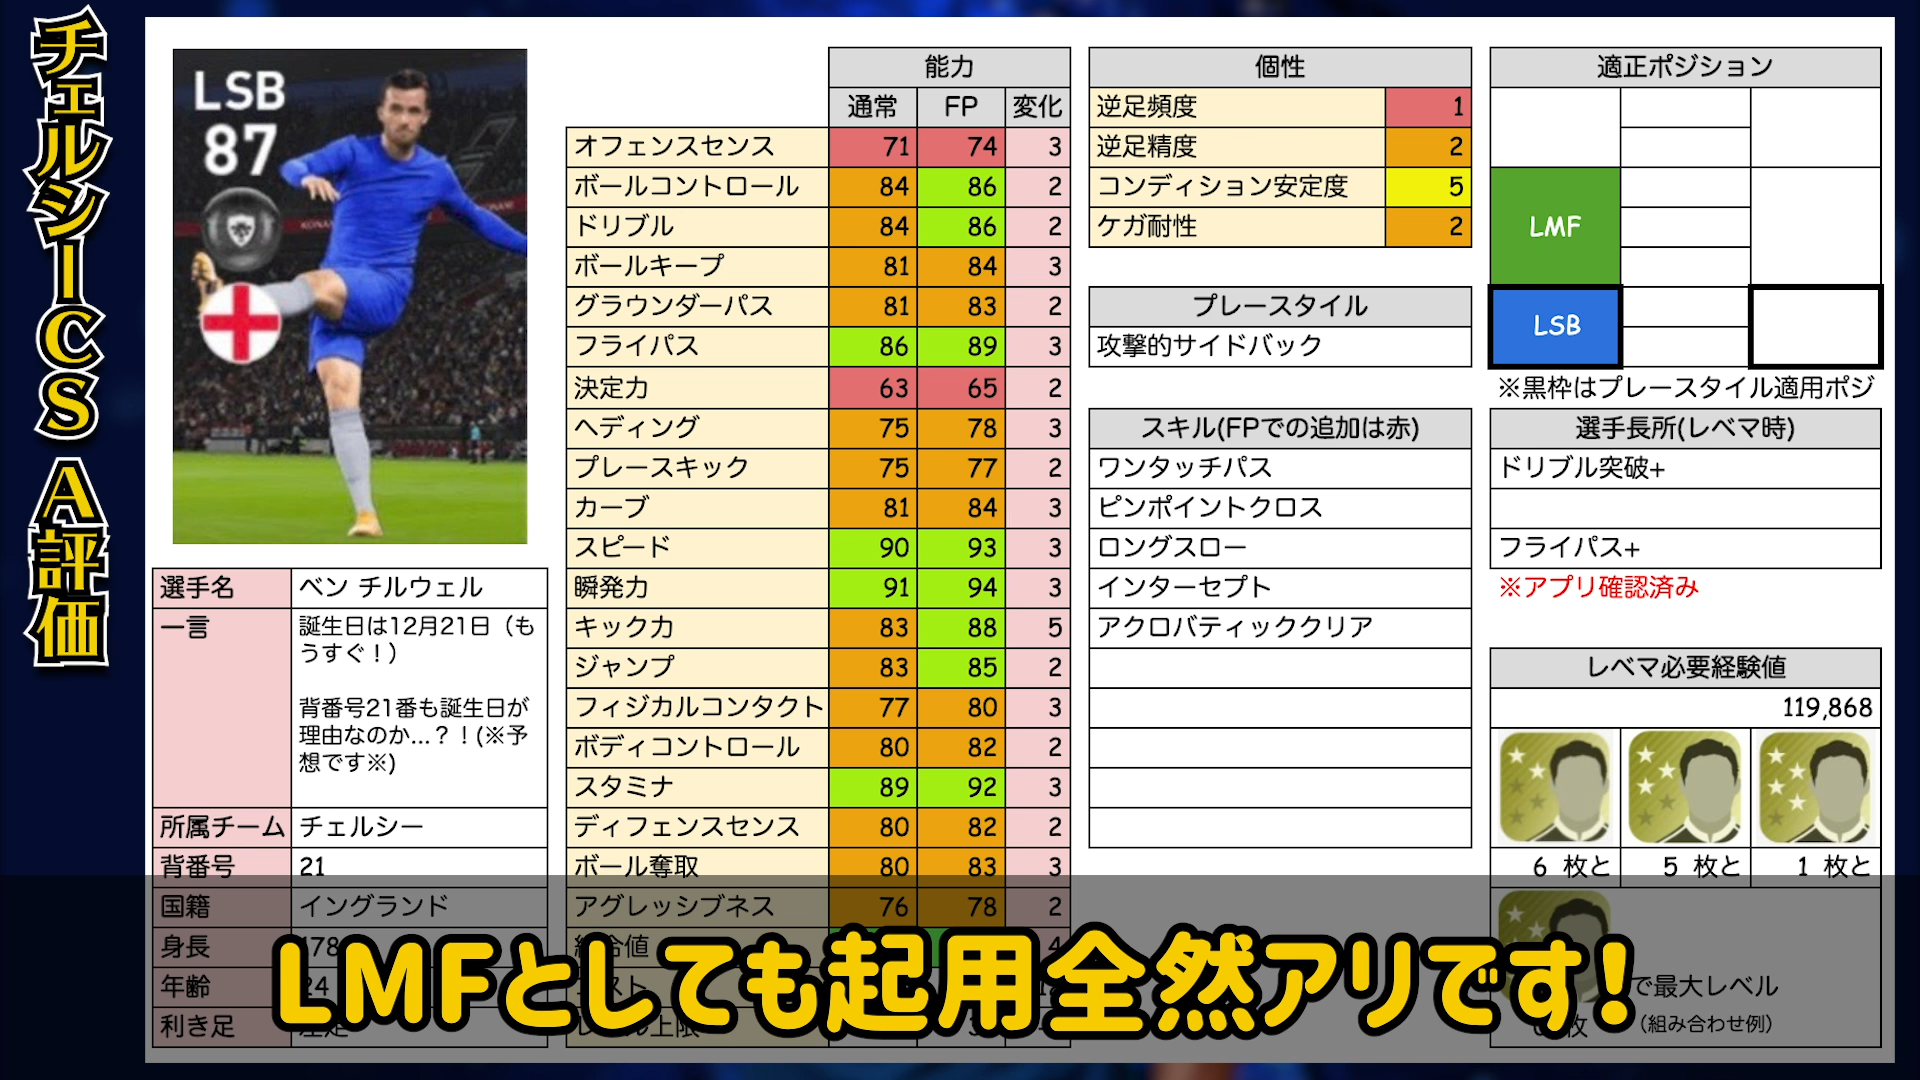 チェルシーCS A評価
LSB
87
選手名 ベン チルウェル
一言 誕生日は12月21日（も
うすぐ！）
背番号21番も誕生日が
理由なのか…？！(※予
想です※)
所属チーム チェルシー
背番号 21
国籍 イングランド
身長 178
年齢 24
利き足
能力
通常 FP 変化
オフェンスセンス 71 74 3
ボールコントロール 84 86 2
ドリブル 84 86 2
ボールキープ 81 84 3
グラウンダーパス 81 83 2
フライパス 86 89 3
決定力 63 65 2
ヘディング 75 78 3
プレースキック 75 77 2
カーブ 81 84 3
スピード 90 93 3
瞬発力 91 94 3
キック力 83 88 5
ジャンプ 83 85 2
フィジカルコンタクト 77 80 3
ボディコントロール 80 82 2
スタミナ 89 92 3
ディフェンスセンス 80 82 2
ボール奪取 80 83 3
アグレッシブネス 76 78 2
個性
逆足頻度 1
逆足精度 2
コンディション安定度 5
ケガ耐性 2
プレースタイル
攻撃的サイドバック
スキル(FPでの追加は赤)
ワンタッチパス
ピンポイントクロス
ロングスロー
インターセプト
アクロバティッククリア
適正ポジション
LMF
LSB
※黒枠はプレースタイル適用ポジ
選手長所(レベマ時)
ドリブル突破+
フライパス+
※アプリ確認済み
レベマ必要経験値
119,868
6 枚と 5 枚と 1 枚と
で最大レベル
枚 (組み合わせ例)
LMFとしても起用全然アリです!